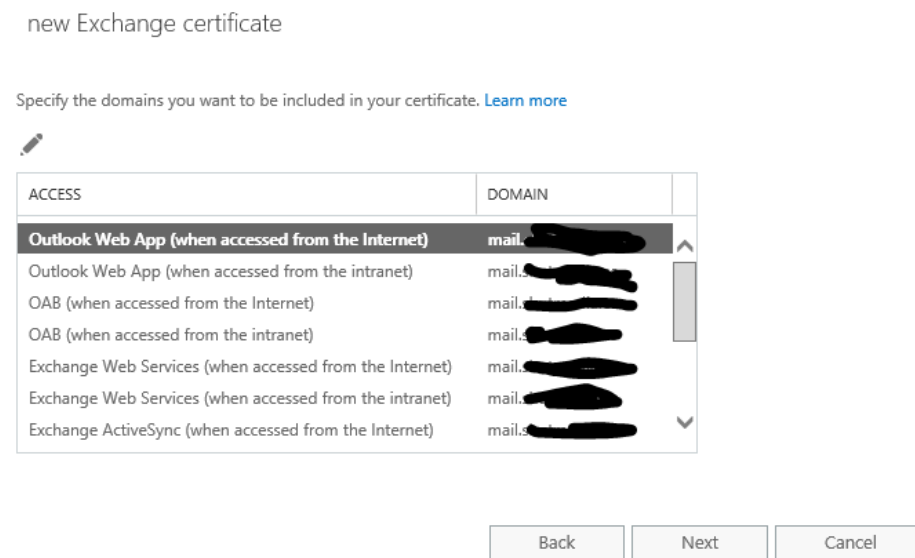 new Exchange certificate
Specify the domains you want to be included in your certificate. Learn more
ACCESS DOMAIN
Outlook Web App (when accessed from the Internet) mail.
Outlook Web App (when accessed from the intranet) mail.
OAB (when accessed from the Internet) mail.
OAB (when accessed from the intranet) mail.
Exchange Web Services (when accessed from the Internet) mail.
Exchange Web Services (when accessed from the intranet) mail.
Exchange ActiveSync (when accessed from the Internet) mail.
Back Next Cancel